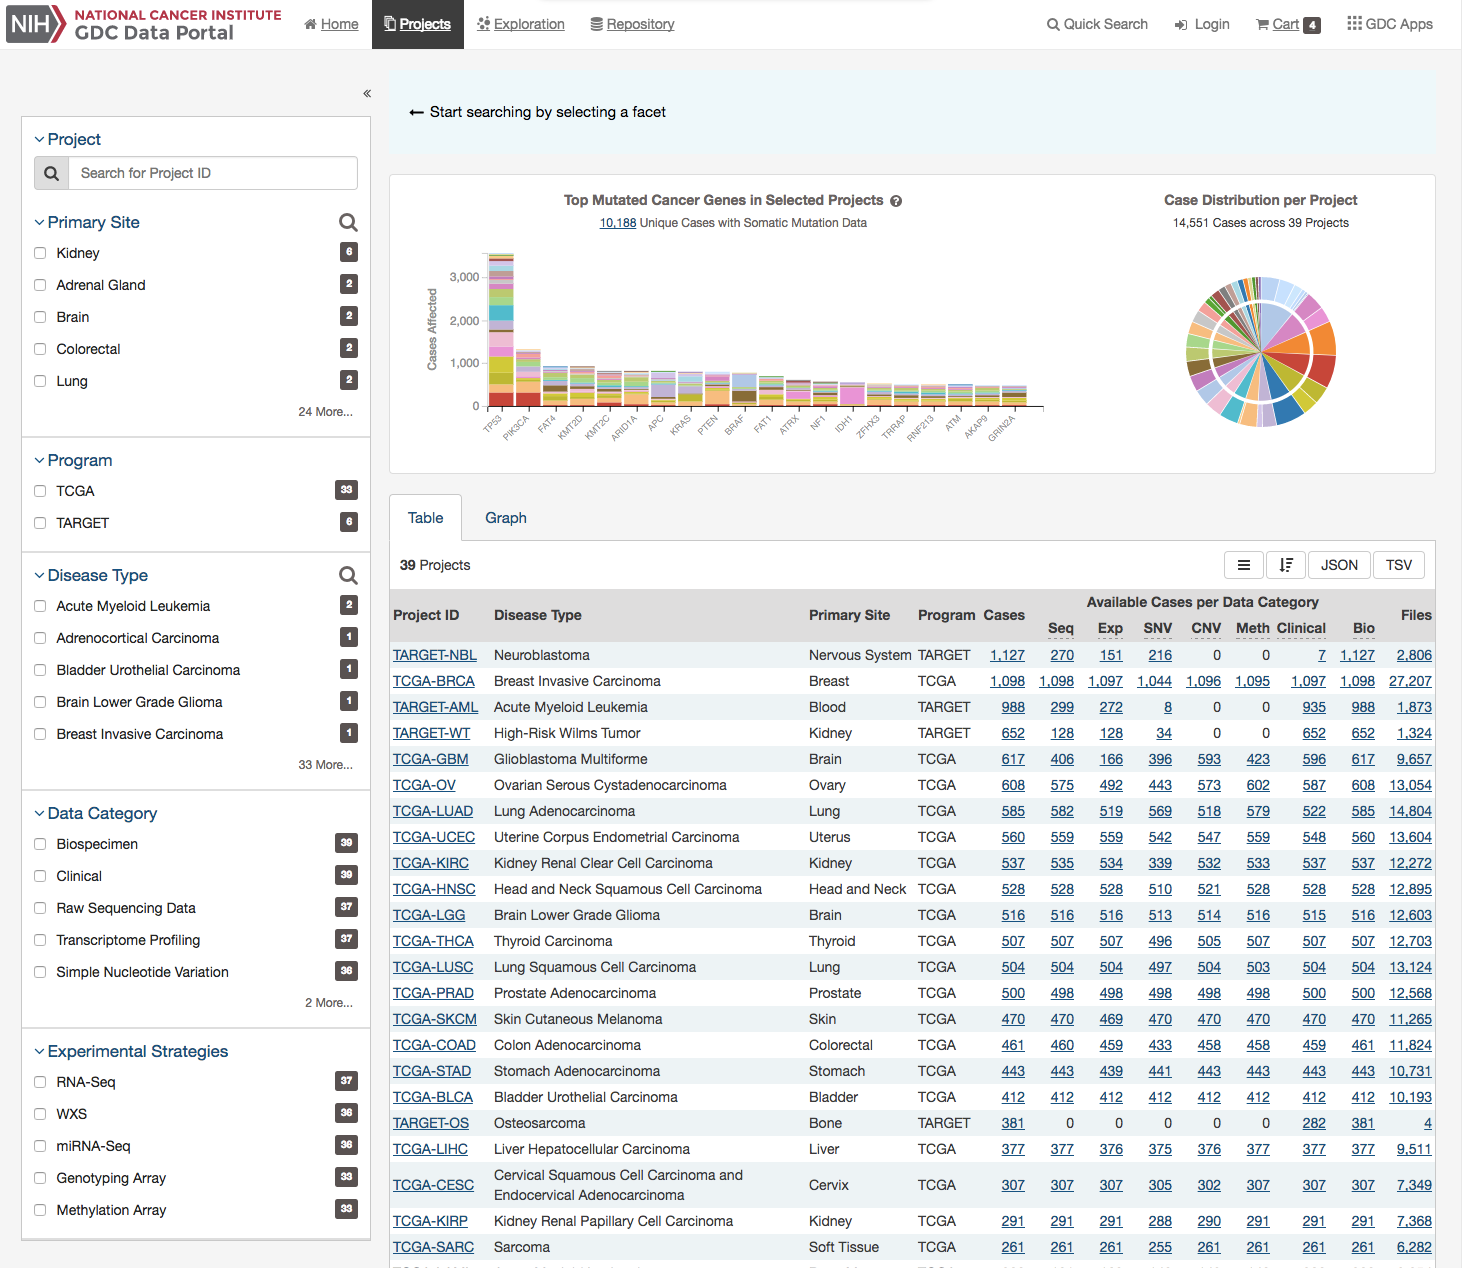 NIH NATIONAL CANCER INSTITUTE
GDC Data Portal
Home Projects Exploration Repository Quick Search Login Cart 4 GDC Apps
«
Start searching by selecting a facet
Project
Search for Project ID
Primary Site
Kidney 6
Adrenal Gland 2
Brain 2
Colorectal 2
Lung 2
24 More...
Program
TCGA 33
TARGET 6
Disease Type
Acute Myeloid Leukemia 2
Adrenocortical Carcinoma 1
Bladder Urothelial Carcinoma 1
Brain Lower Grade Glioma 1
Breast Invasive Carcinoma 1
33 More...
Data Category
Biospecimen 39
Clinical 39
Raw Sequencing Data 37
Transcriptome Profiling 37
Simple Nucleotide Variation 36
2 More...
Experimental Strategies
RNA-Seq 37
WXS 36
miRNA-Seq 36
Genotyping Array 33
Methylation Array 33
Top Mutated Cancer Genes in Selected Projects
10,188 Unique Cases with Somatic Mutation Data
Cases Affected
3,000
2,000
1,000
0
TP53 PIK3CA FAT4 KMT2D KMT2C ARID1A APC KRAS PTEN BRAF FAT1 ATRX NF1 IDH1 ZFHX3 TRRAP RNF213 ATM AKAP9 GRIN2A
Case Distribution per Project
14,551 Cases across 39 Projects
Table Graph
39 Projects JSON TSV
Project ID Disease Type Primary Site Program Cases Available Cases per Data Category Files
Seq Exp SNV CNV Meth Clinical Bio
TARGET-NBL Neuroblastoma Nervous System TARGET 1,127 270 151 216 0 0 7 1,127 2,806
TCGA-BRCA Breast Invasive Carcinoma Breast TCGA 1,098 1,098 1,097 1,044 1,096 1,095 1,097 1,098 27,207
TARGET-AML Acute Myeloid Leukemia Blood TARGET 988 299 272 8 0 0 935 988 1,873
TARGET-WT High-Risk Wilms Tumor Kidney TARGET 652 128 128 34 0 0 652 652 1,324
TCGA-GBM Glioblastoma Multiforme Brain TCGA 617 406 166 396 593 423 596 617 9,657
TCGA-OV Ovarian Serous Cystadenocarcinoma Ovary TCGA 608 575 492 443 573 602 587 608 13,054
TCGA-LUAD Lung Adenocarcinoma Lung TCGA 585 582 519 569 518 579 522 585 14,804
TCGA-UCEC Uterine Corpus Endometrial Carcinoma Uterus TCGA 560 559 559 542 547 559 548 560 13,604
TCGA-KIRC Kidney Renal Clear Cell Carcinoma Kidney TCGA 537 535 534 339 532 533 537 537 12,272
TCGA-HNSC Head and Neck Squamous Cell Carcinoma Head and Neck TCGA 528 528 528 510 521 528 528 528 12,895
TCGA-LGG Brain Lower Grade Glioma Brain TCGA 516 516 516 513 514 516 515 516 12,603
TCGA-THCA Thyroid Carcinoma Thyroid TCGA 507 507 507 496 505 507 507 507 12,703
TCGA-LUSC Lung Squamous Cell Carcinoma Lung TCGA 504 504 504 497 504 503 504 504 13,124
TCGA-PRAD Prostate Adenocarcinoma Prostate TCGA 500 498 498 498 498 498 500 500 12,568
TCGA-SKCM Skin Cutaneous Melanoma Skin TCGA 470 470 469 470 470 470 470 470 11,265
TCGA-COAD Colon Adenocarcinoma Colorectal TCGA 461 460 459 433 458 458 459 461 11,824
TCGA-STAD Stomach Adenocarcinoma Stomach TCGA 443 443 439 441 443 443 443 443 10,731
TCGA-BLCA Bladder Urothelial Carcinoma Bladder TCGA 412 412 412 412 412 412 412 412 10,193
TARGET-OS Osteosarcoma Bone TARGET 381 0 0 0 0 0 282 381 4
TCGA-LIHC Liver Hepatocellular Carcinoma Liver TCGA 377 377 376 375 376 377 377 377 9,511
TCGA-CESC Cervical Squamous Cell Carcinoma and Endocervical Adenocarcinoma Cervix TCGA 307 307 307 305 302 307 307 307 7,349
TCGA-KIRP Kidney Renal Papillary Cell Carcinoma Kidney TCGA 291 291 291 288 290 291 291 291 7,368
TCGA-SARC Sarcoma Soft Tissue TCGA 261 261 261 255 261 261 261 261 6,282